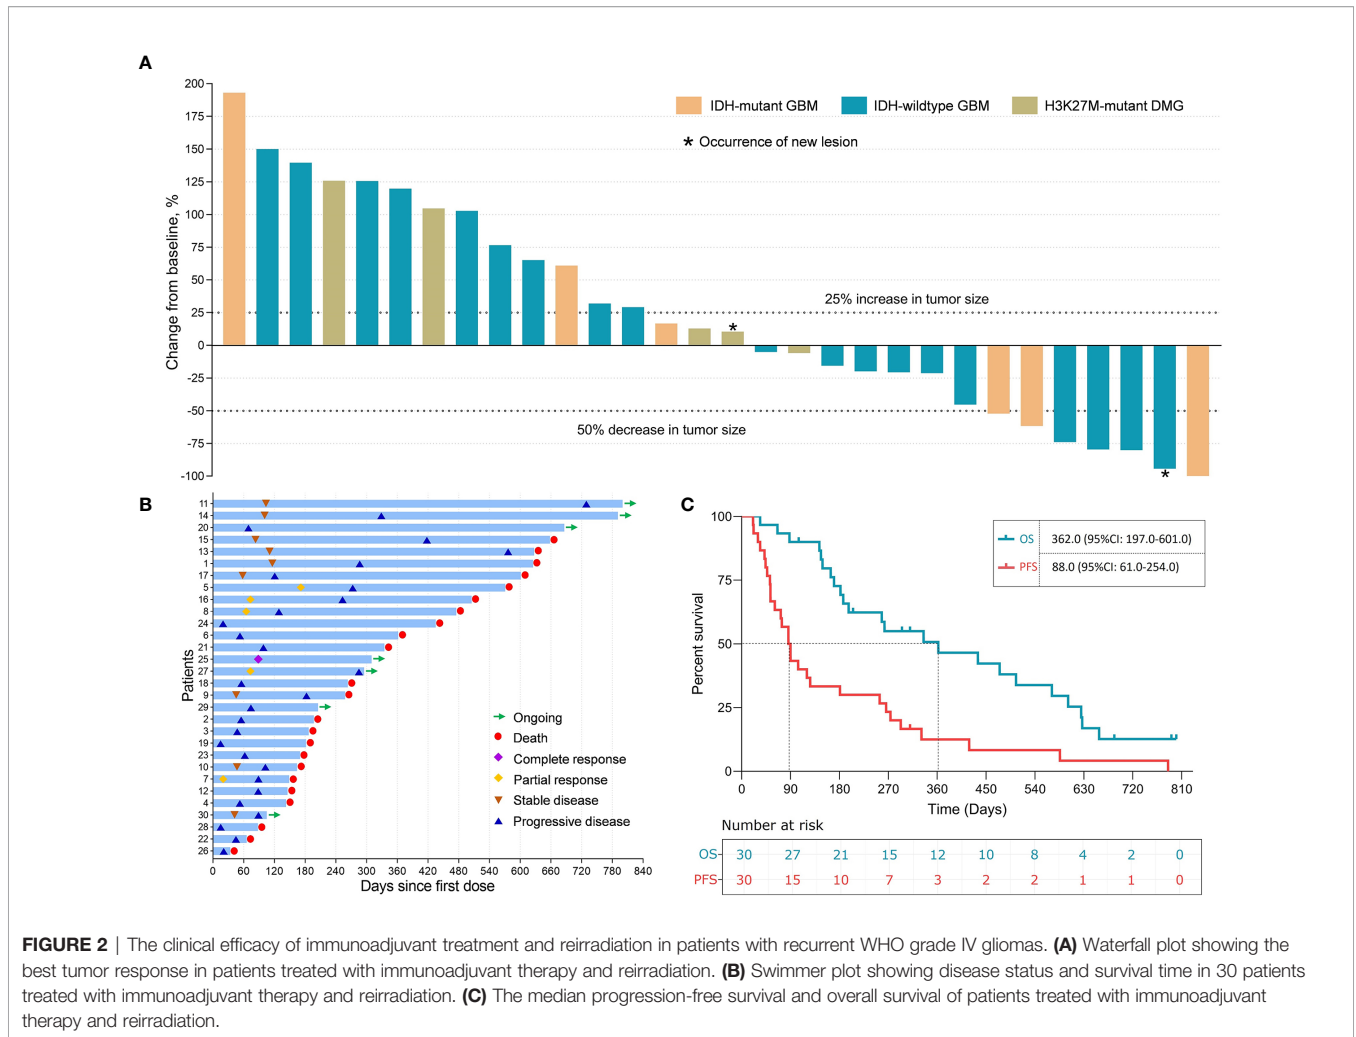 A
200
175
150
125
100
75
50
25
0
-25
-50
-75
-100
Change from baseline, %
IDH-mutant GBM
IDH-wildtype GBM
H3K27M-mutant DMG
* Occurrence of new lesion
25% increase in tumor size
*
50% decrease in tumor size
*
B
Patients
11
14
20
15
13
1
17
5
16
8
24
6
21
25
27
18
9
29
2
3
19
23
10
7
12
4
30
28
22
26
Ongoing
Death
Complete response
Partial response
Stable disease
Progressive disease
0 60 120 180 240 300 360 420 480 540 600 660 720 780 840
Days since first dose
C
Percent survival
100
75
50
25
0
OS 362.0 (95%CI: 197.0-601.0)
PFS 88.0 (95%CI: 61.0-254.0)
0 90 180 270 360 450 540 630 720 810
Time (Days)
Number at risk
OS 30 27 21 15 12 10 8 4 2 0
PFS 30 15 10 7 3 2 2 1 1 0
FIGURE 2 | The clinical efficacy of immunoadjuvant treatment and reirradiation in patients with recurrent WHO grade IV gliomas. (A) Waterfall plot showing the
best tumor response in patients treated with immunoadjuvant therapy and reirradiation. (B) Swimmer plot showing disease status and survival time in 30 patients
treated with immunoadjuvant therapy and reirradiation. (C) The median progression-free survival and overall survival of patients treated with immunoadjuvant
therapy and reirradiation.